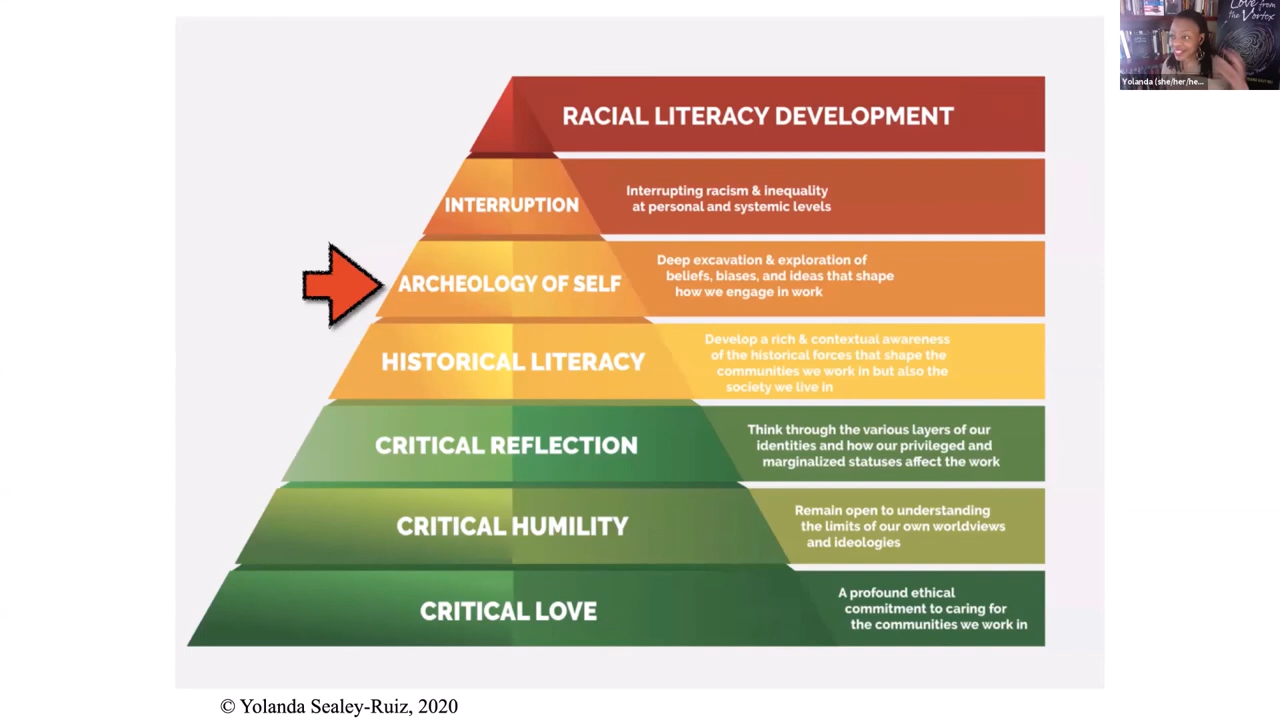 Love from
the Vortex
Yolanda (she/her/he...
RACIAL LITERACY DEVELOPMENT
INTERRUPTION
Interrupting racism & inequality
at personal and systemic levels
ARCHEOLOGY OF SELF
Deep excavation & exploration of
beliefs, biases, and ideas that shape
how we engage in work
HISTORICAL LITERACY
Develop a rich & contextual awareness
of the historical forces that shape the
communities we work in but also the
society we live in
CRITICAL REFLECTION
Think through the various layers of our
identities and how our privileged and
marginalized statuses affect the work
CRITICAL HUMILITY
Remain open to understanding
the limits of our own worldviews
and ideologies
CRITICAL LOVE
A profound ethical
commitment to caring for
the communities we work in
© Yolanda Sealey-Ruiz, 2020